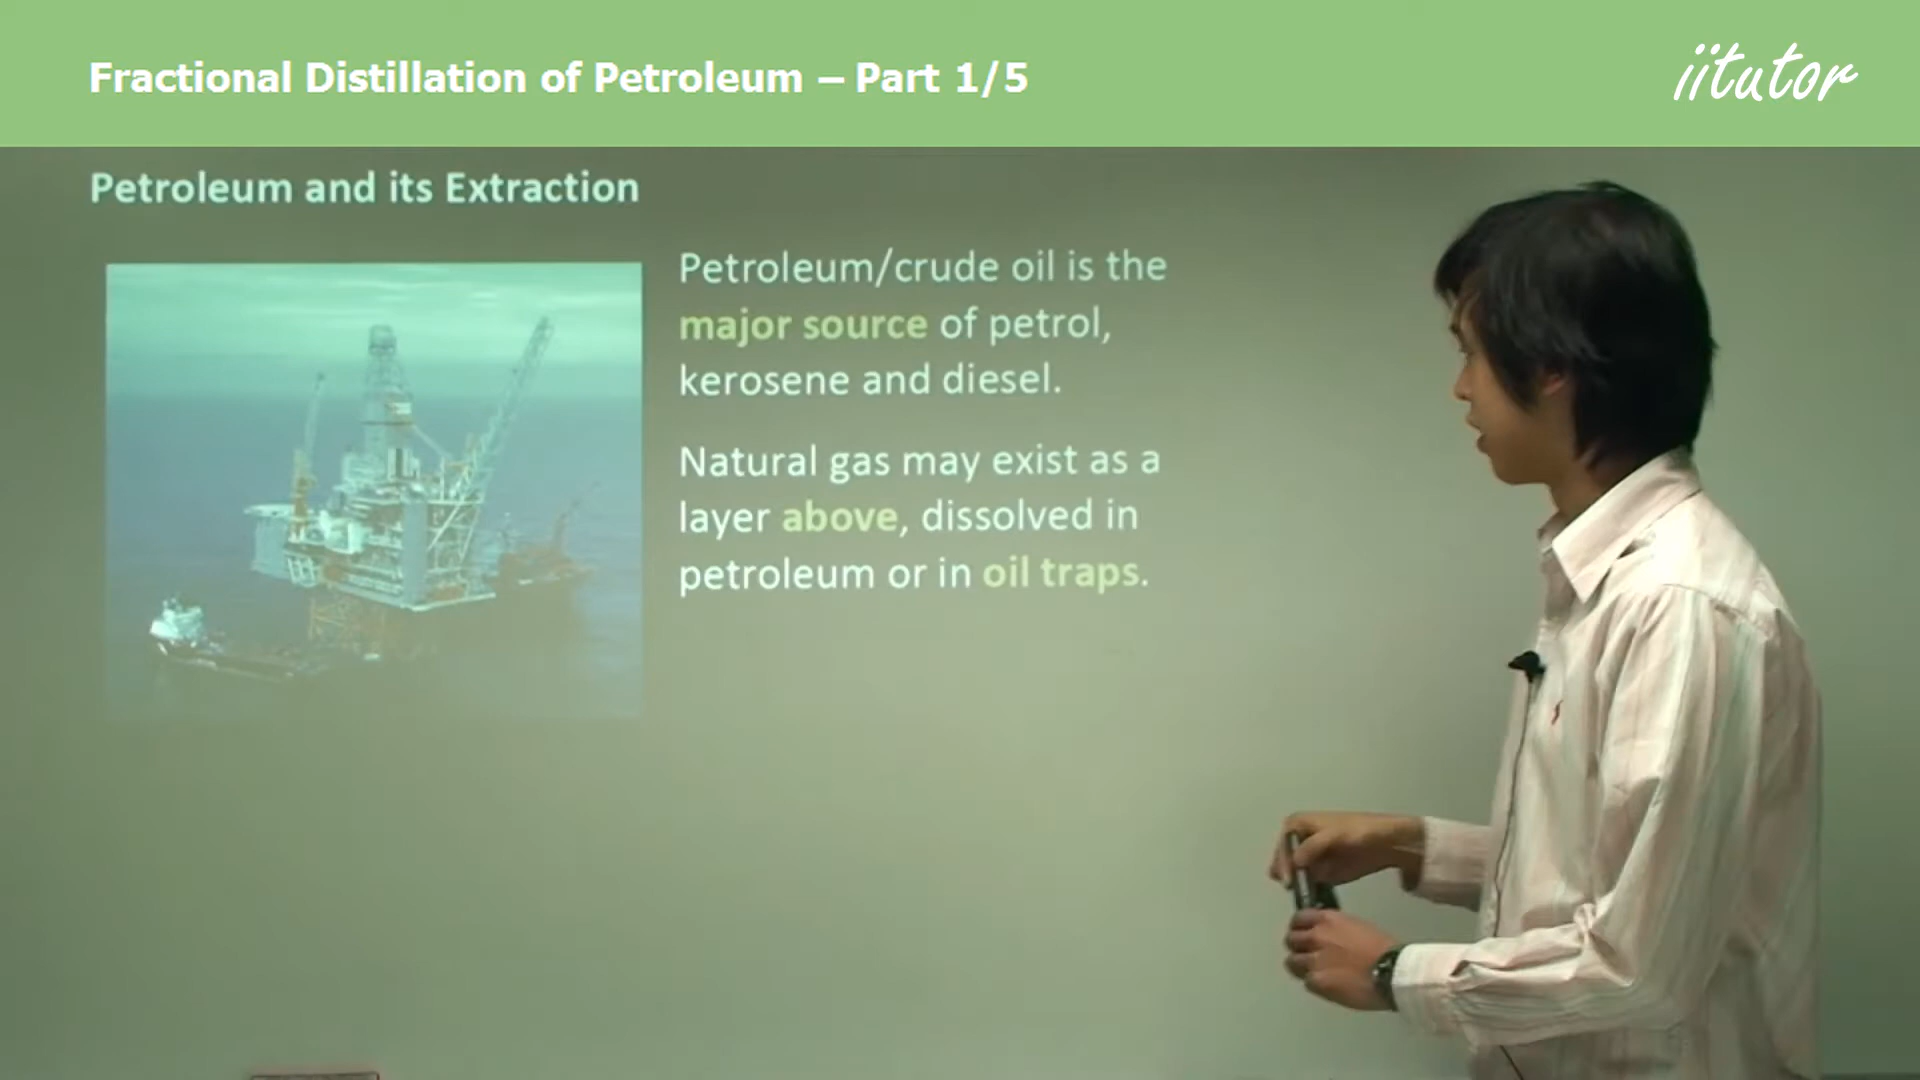 Fractional Distillation of Petroleum – Part 1/5
iitutor
Petroleum and its Extraction
Petroleum/crude oil is the
major source of petrol,
kerosene and diesel.
Natural gas may exist as a
layer above, dissolved in
petroleum or in oil traps.